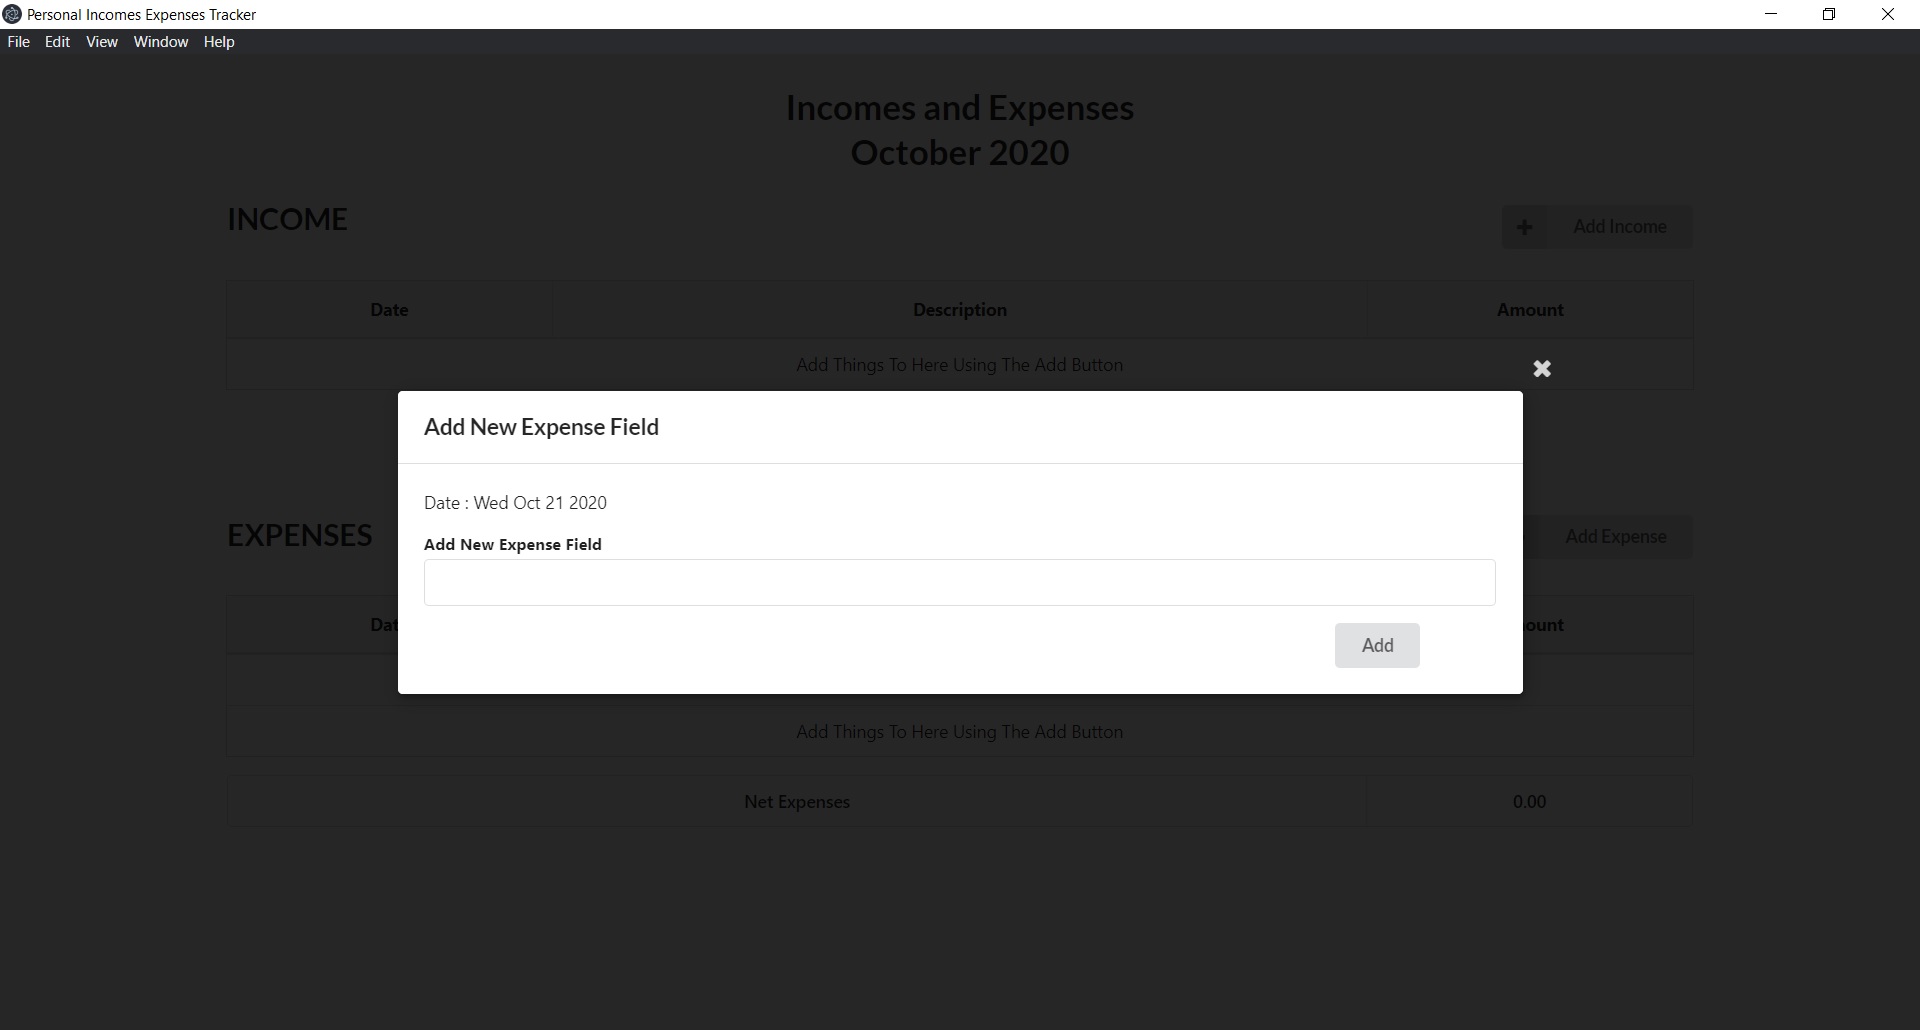 Personal Incomes Expenses Tracker
File Edit View Window Help
Incomes and Expenses
October 2020
INCOME
Add Income
Date Description Amount
Add Things To Here Using The Add Button
Add New Expense Field
Date : Wed Oct 21 2020
Add New Expense Field
Add
EXPENSES
Add Expense
Dat
ount
Add Things To Here Using The Add Button
Net Expenses 0.00